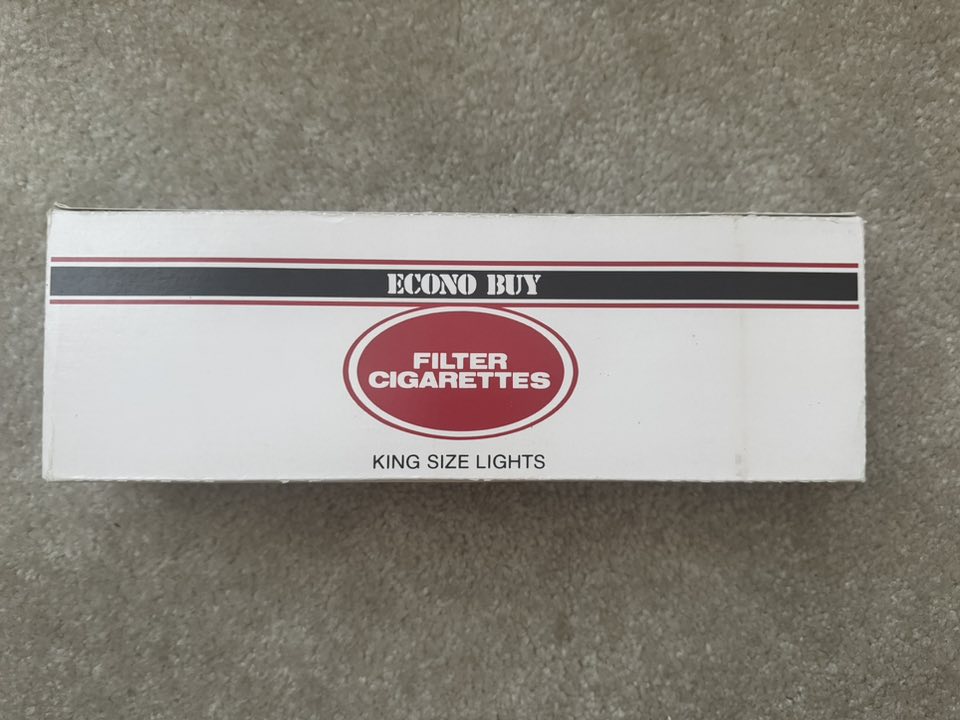 ECONO BUY
FILTER
CIGARETTES
KING SIZE LIGHTS